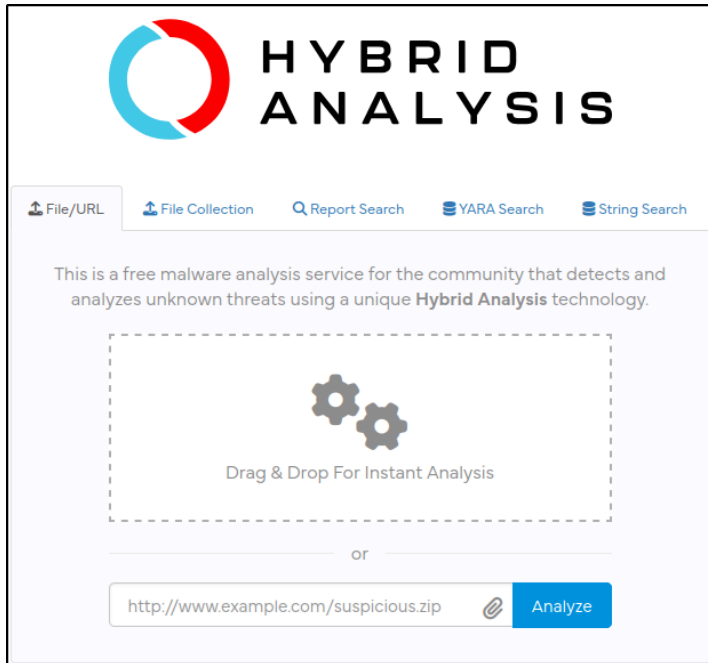 HYBRID
ANALYSIS
File/URL
File Collection
Report Search
YARA Search
String Search
This is a free malware analysis service for the community that detects and
analyzes unknown threats using a unique Hybrid Analysis technology.
Drag & Drop For Instant Analysis
or
http://www.example.com/suspicious.zip
Analyze